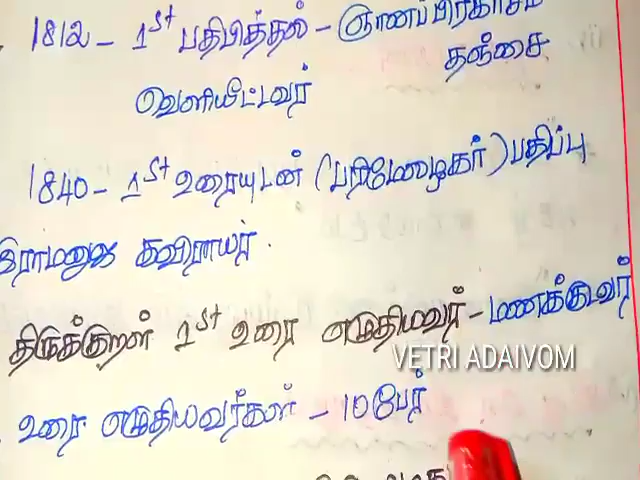 1812 - 1st பதிப்பித்தல் - ஞானப்பிரகாசம்
தஞ்சை
வெளியீட்டவர்
1840 - 1st உரையுடன் (பரிமேலழகர்) பதிப்பு
இராமனுஜ கவிராயர்.
திருக்குறள் 1st உரை எழுதியவர் - மணக்குடவர்
VETRI ADAIVOM
உரை எழுதியவர்கள் - 10 பேர்